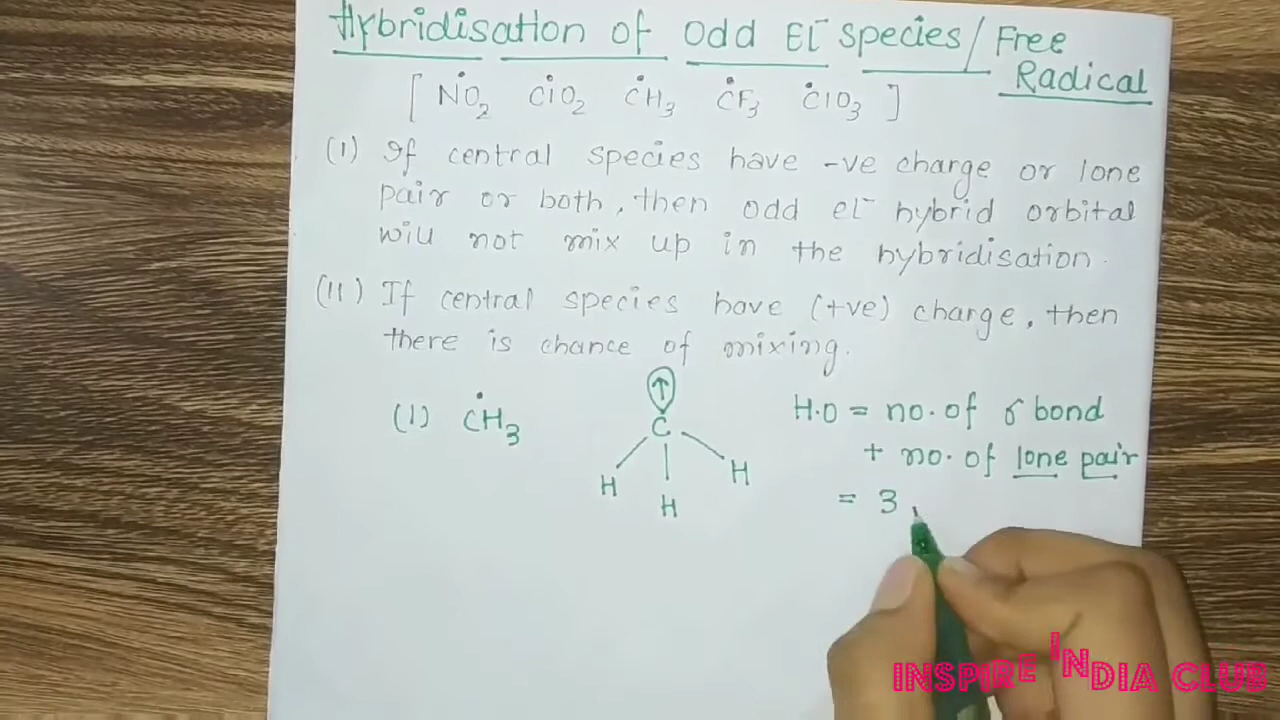 Hybridisation of Odd El⁻ species / Free
Radical
[ ṄO₂ ĊlO₂ ĊH₃ ĊF₃ ĊlO₃ ]
(I) If central species have -ve charge or lone
pair or both, then odd el⁻ hybrid orbital
will not mix up in the hybridisation.
(II) If central species have (+ve) charge, then
there is chance of mixing.
(1) ĊH₃
↑
C
H H H
H.O = no. of σ bond
+ no. of lone pair
= 3
INSPIRE INDIA CLUB